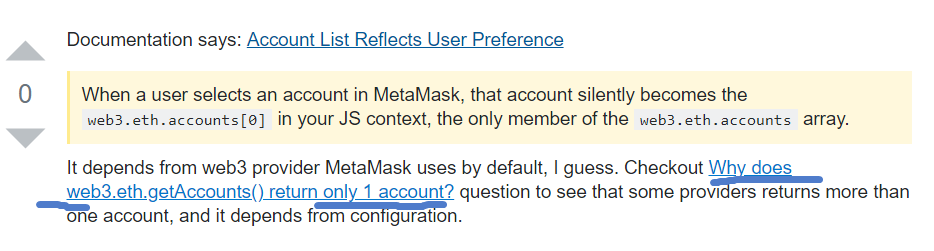 Documentation says: Account List Reflects User Preference
0
When a user selects an account in MetaMask, that account silently becomes the
web3.eth.accounts[0] in your JS context, the only member of the web3.eth.accounts array.
It depends from web3 provider MetaMask uses by default, I guess. Checkout Why does
web3.eth.getAccounts() return only 1 account? question to see that some providers returns more than
one account, and it depends from configuration.